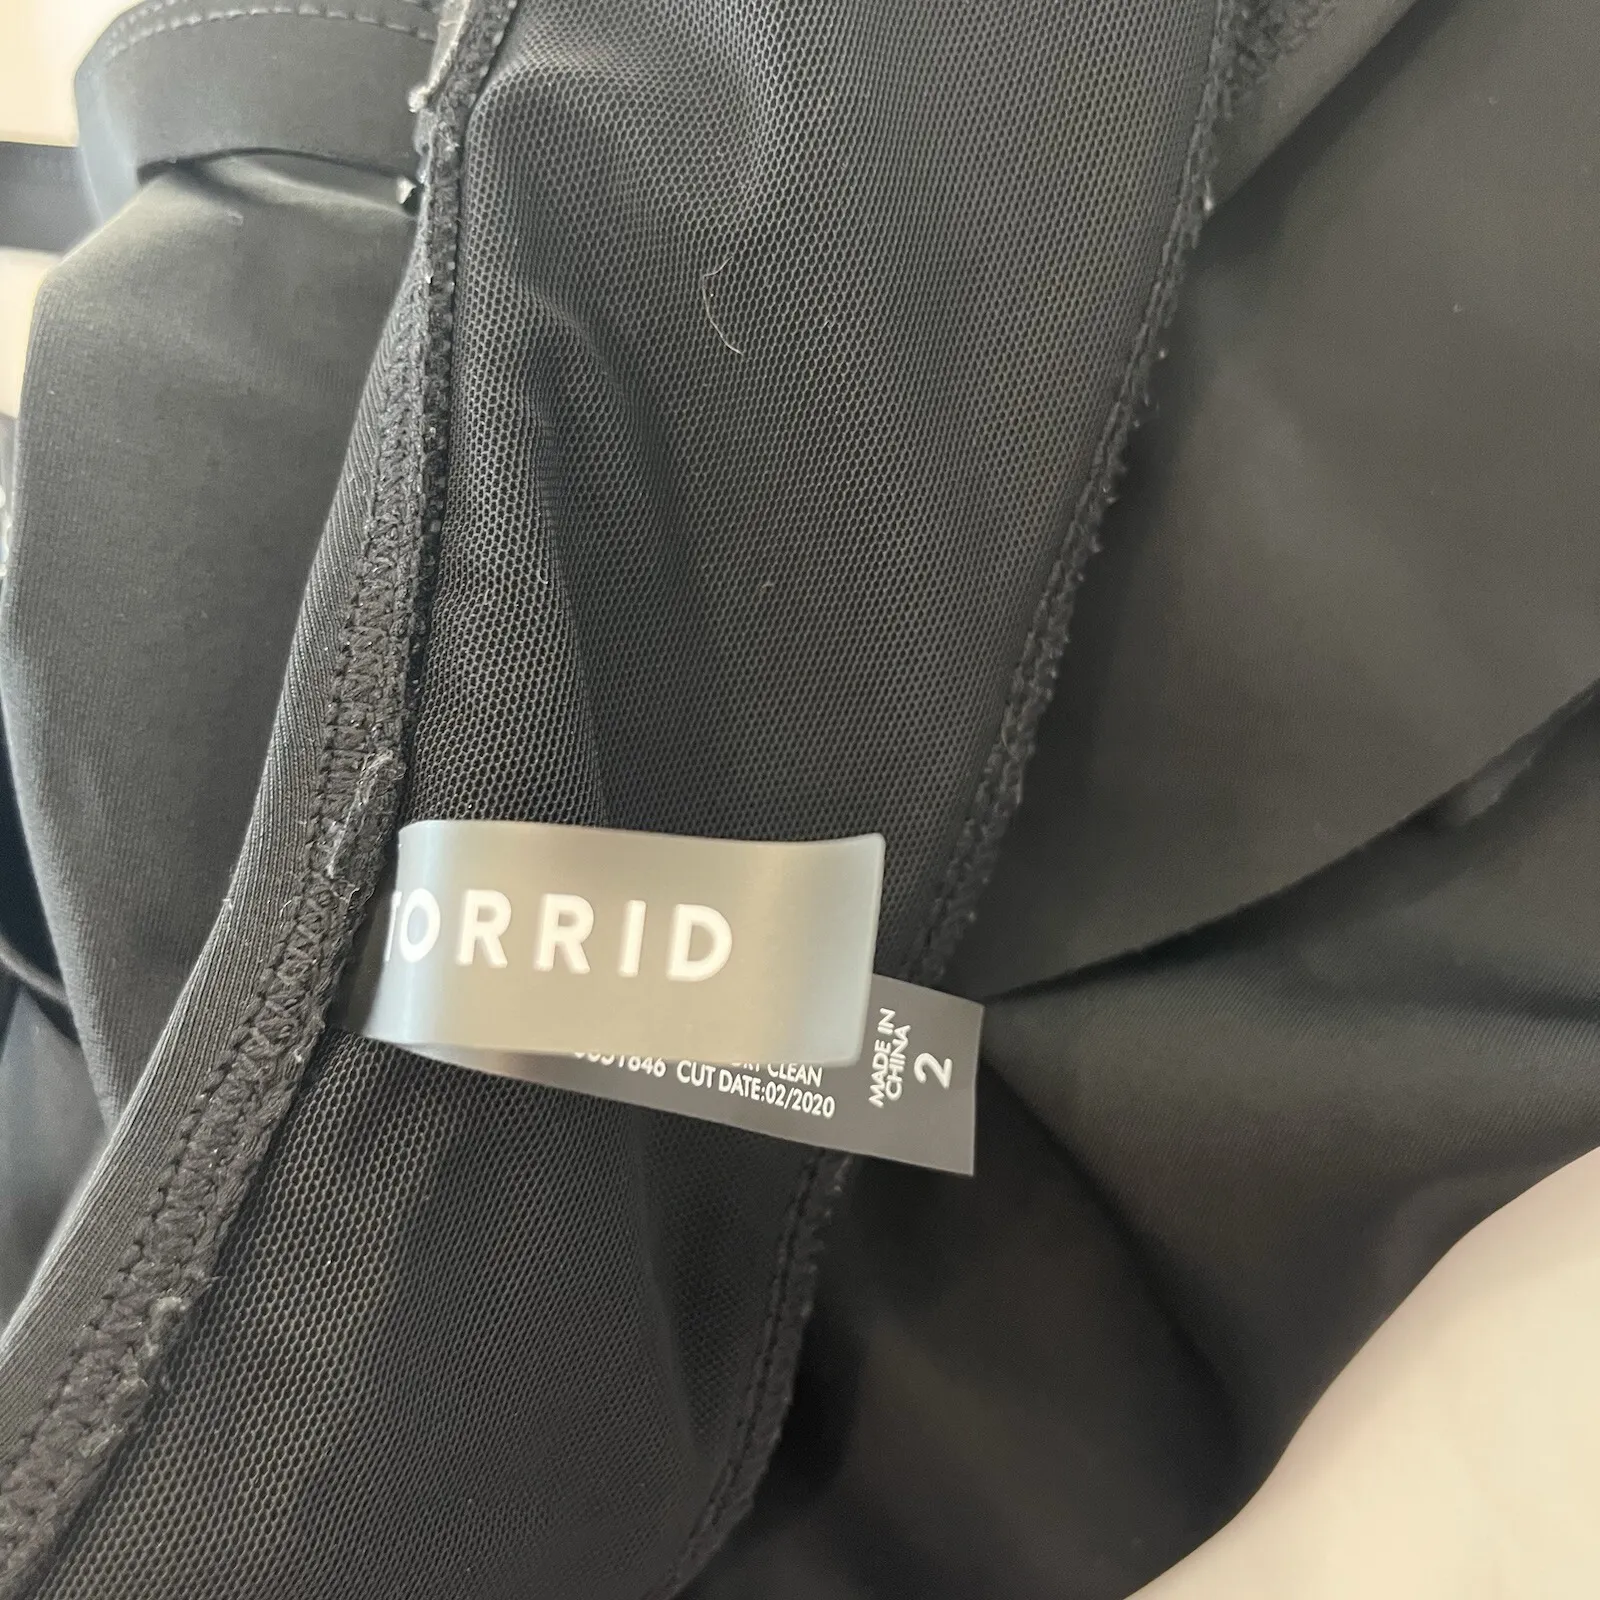 TORRID
CLEAN
CUT DATE:02/2020
MADE IN
CHINA
2